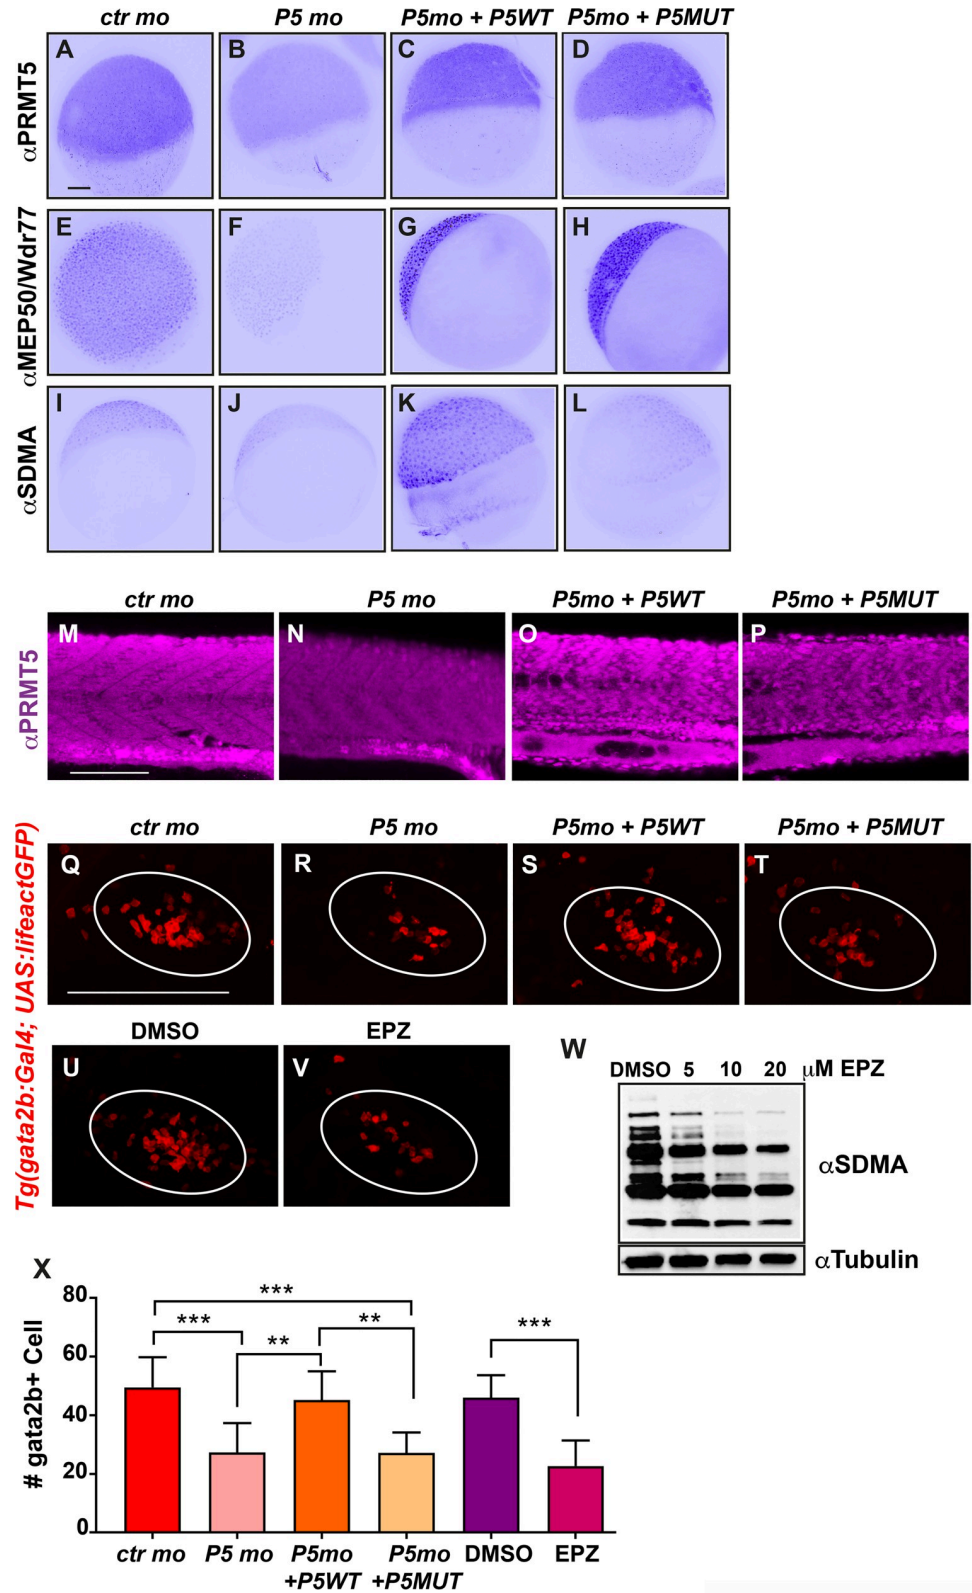 ctr mo P5 mo P5mo + P5WT P5mo + P5MUT
αPRMT5
A B C D
αMEP50/Wdr77
E F G H
αSDMA
I J K L
ctr mo P5 mo P5mo + P5WT P5mo + P5MUT
αPRMT5
M N O P
Tg(gata2b:Gal4; UAS:lifeactGFP)
ctr mo P5 mo P5mo + P5WT P5mo + P5MUT
Q R S T
DMSO EPZ
U V
W
DMSO 5 10 20 μM EPZ
αSDMA
αTubulin
X
# gata2b+ Cell
80
60
40
20
0
***
*** ** ** ***
ctr mo P5 mo P5mo P5mo DMSO EPZ
+P5WT +P5MUT